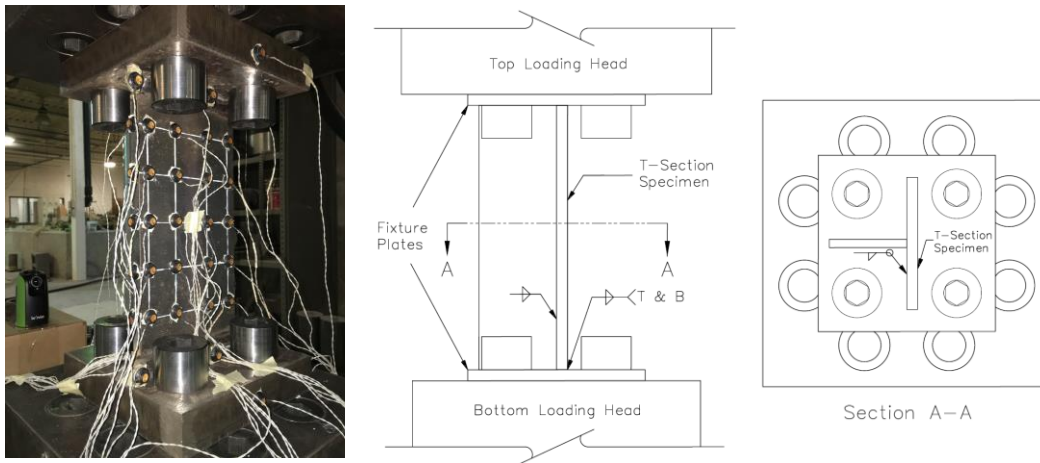 Top Loading Head
T-Section
Specimen
Fixture
Plates
A
A
T & B
Bottom Loading Head
T-Section
Specimen
Section A-A